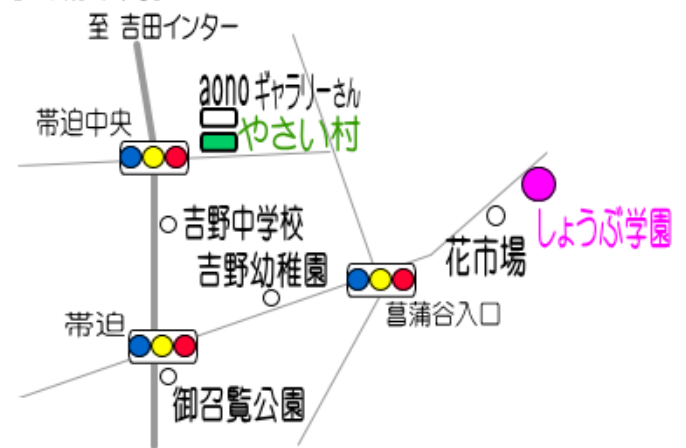 至 吉田インター
aono ギャラリーさん
帯迫中央
やさい村
吉野中学校
しょうぶ学園
花市場
吉野幼稚園
菖蒲谷入口
帯迫
御召覧公園